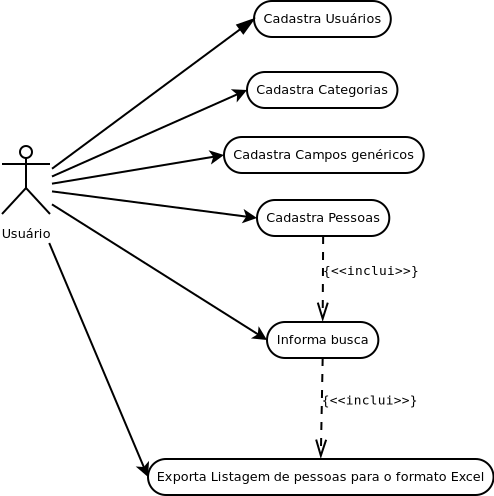 Cadastra Usuários
Cadastra Categorias
Cadastra Campos genéricos
Cadastra Pessoas
Usuário
{<<inclui>>}
Informa busca
{<<inclui>>}
Exporta Listagem de pessoas para o formato Excel